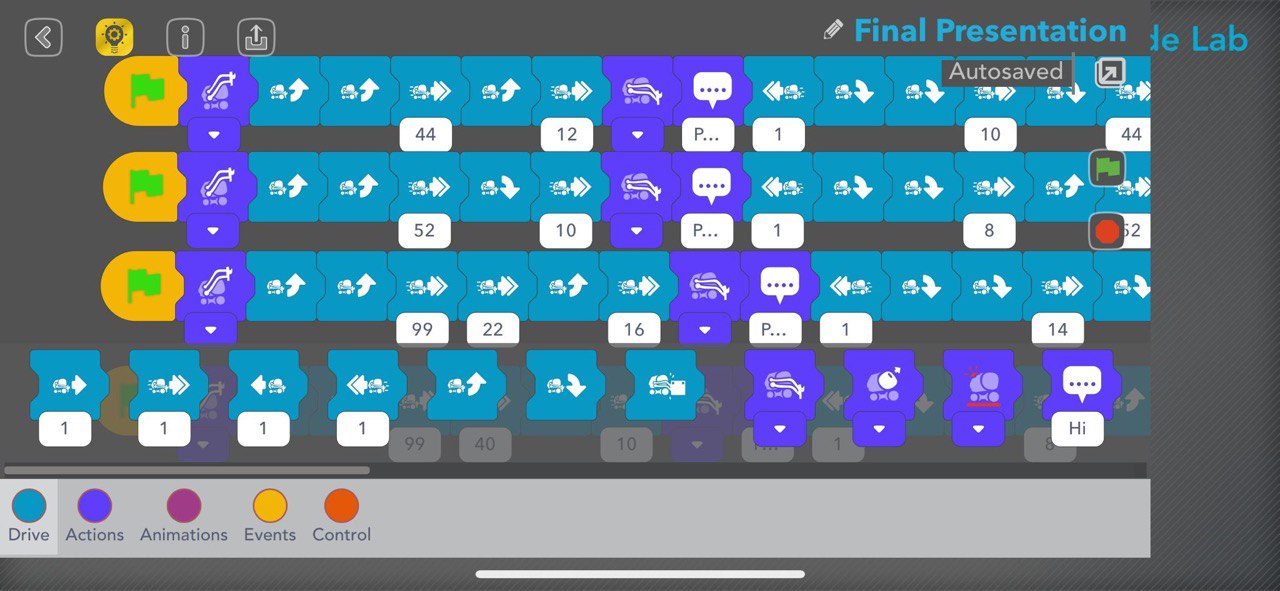 Final Presentation
de Lab
Autosaved
44 12 P... 1 10 44
52 10 P... 1 8 52
99 22 16 P... 1 14
1 1 1 1 Hi
99 40 10 1 8
Drive Actions Animations Events Control